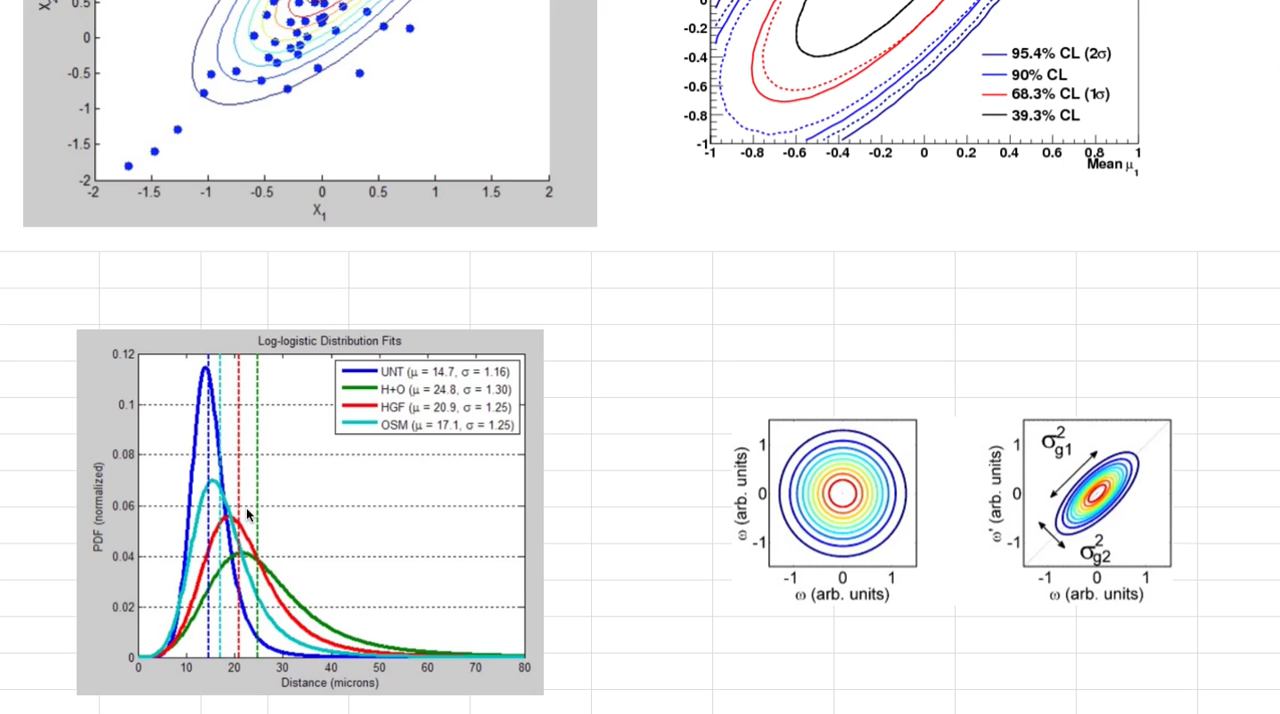 X
0.5
0
-0.5
-1
-1.5
-2
-2 -1.5 -1 -0.5 0 0.5 1 1.5 2
X1
0
-0.2
-0.4
-0.6
-0.8
-1
95.4% CL (2σ)
90% CL
68.3% CL (1σ)
39.3% CL
-1 -0.8 -0.6 -0.4 -0.2 0 0.2 0.4 0.6 0.8 1
Mean μ1
Log-logistic Distribution Fits
0.12
0.1
0.08
0.06
0.04
0.02
0
PDF (normalized)
UNT (μ = 14.7, σ = 1.16)
H+O (μ = 24.8, σ = 1.30)
HGF (μ = 20.9, σ = 1.25)
OSM (μ = 17.1, σ = 1.25)
0 10 20 30 40 50 60 70 80
Distance (microns)
ω (arb. units)
1
0
-1
-1 0 1
ω (arb. units)
ω' (arb. units)
1
0
-1
σ²g1
σ²g2
-1 0 1
ω (arb. units)